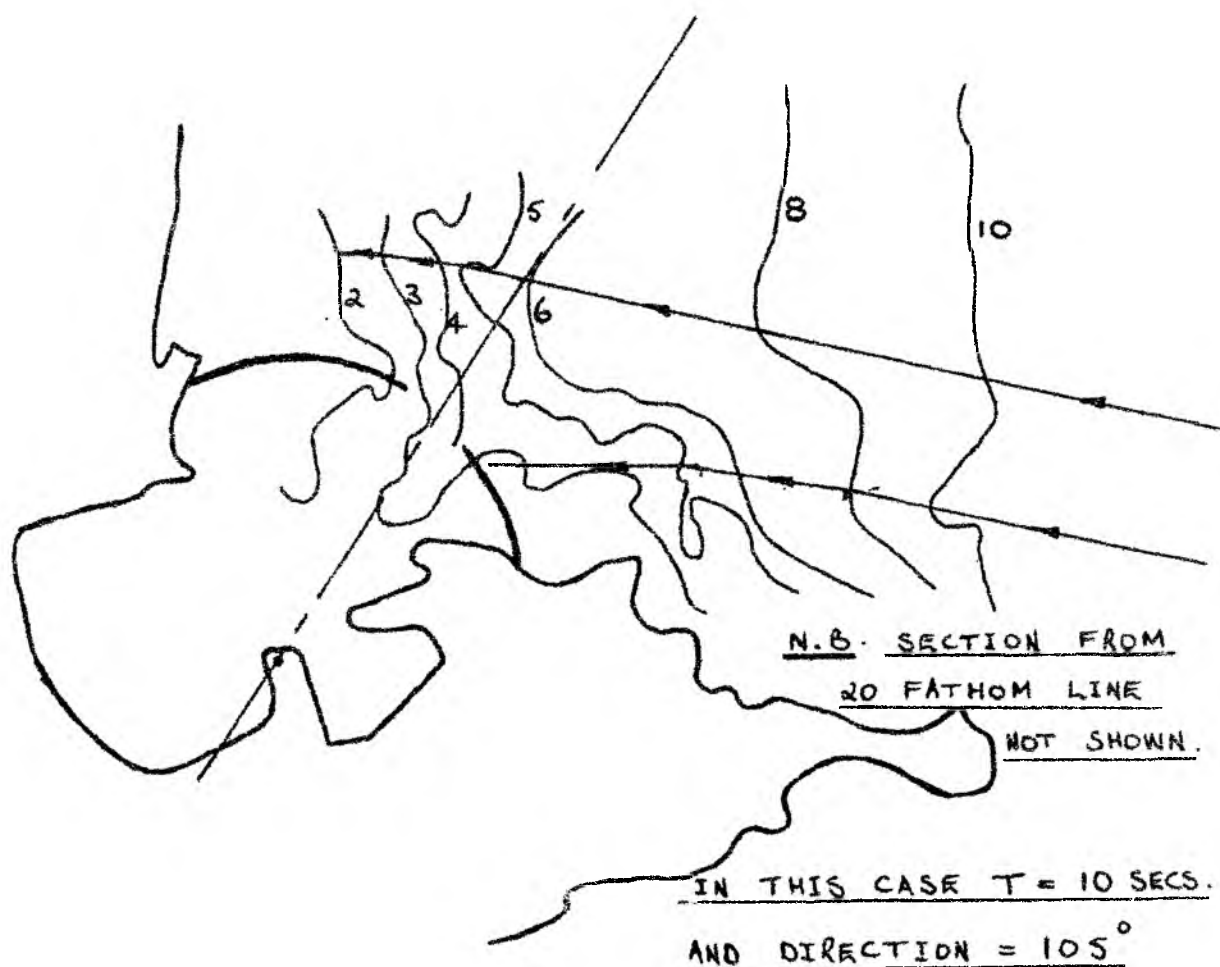 8
10
5
2
3
4
6
N.B. SECTION FROM
20 FATHOM LINE
NOT SHOWN.
IN THIS CASE T = 10 SECS.
AND DIRECTION = 105°